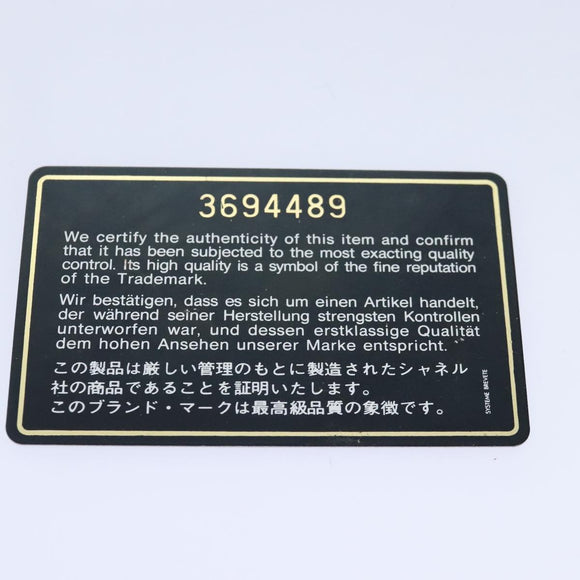 3694489
We certify the authenticity of this item and confirm
that it has been subjected to the most exacting quality
control. Its high quality is a symbol of the fine reputation
of the Trademark.
Wir bestätigen, dass es sich um einen Artikel handelt,
der während seiner Herstellung strengsten Kontrollen
unterworfen war, und dessen erstklassige Qualität
dem hohen Ansehen unserer Marke entspricht.
この製品は厳しい管理のもとに製造されたシャネル
社の商品であることを証明いたします。
このブランド・マークは最高級品質の象徴です。
SYSTEME BREVETE